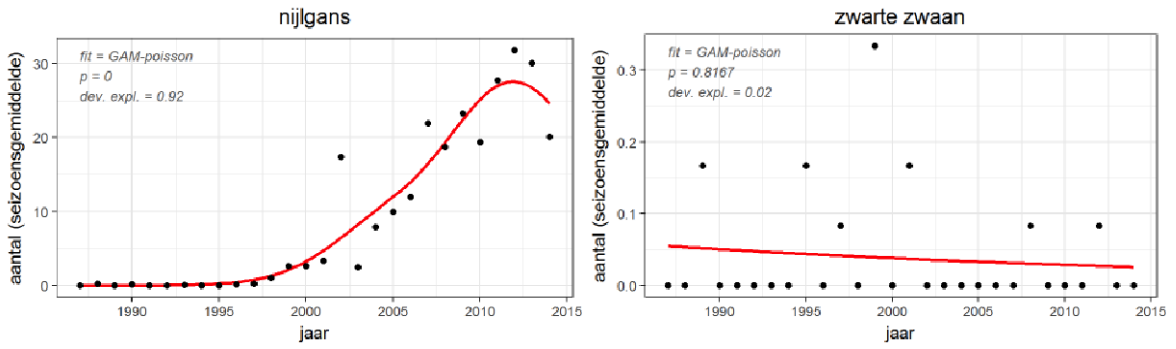 nijlgans
fit = GAM-poisson
p = 0
dev. expl. = 0.92
aantal (seizoensgemiddelde)
30
20
10
0
1990 1995 2000 2005 2010 2015
jaar
zwarte zwaan
fit = GAM-poisson
p = 0.8167
dev. expl. = 0.02
aantal (seizoensgemiddelde)
0.3
0.2
0.1
0.0
1990 1995 2000 2005 2010 2015
jaar